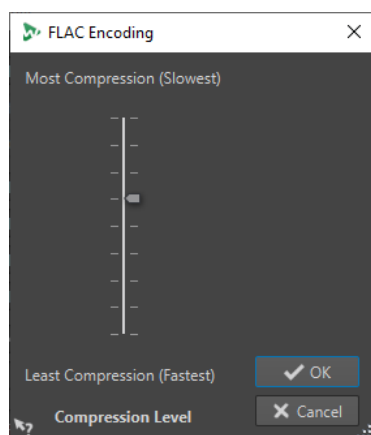 FLAC Encoding
Most Compression (Slowest)
Least Compression (Fastest)
OK
Compression Level
Cancel